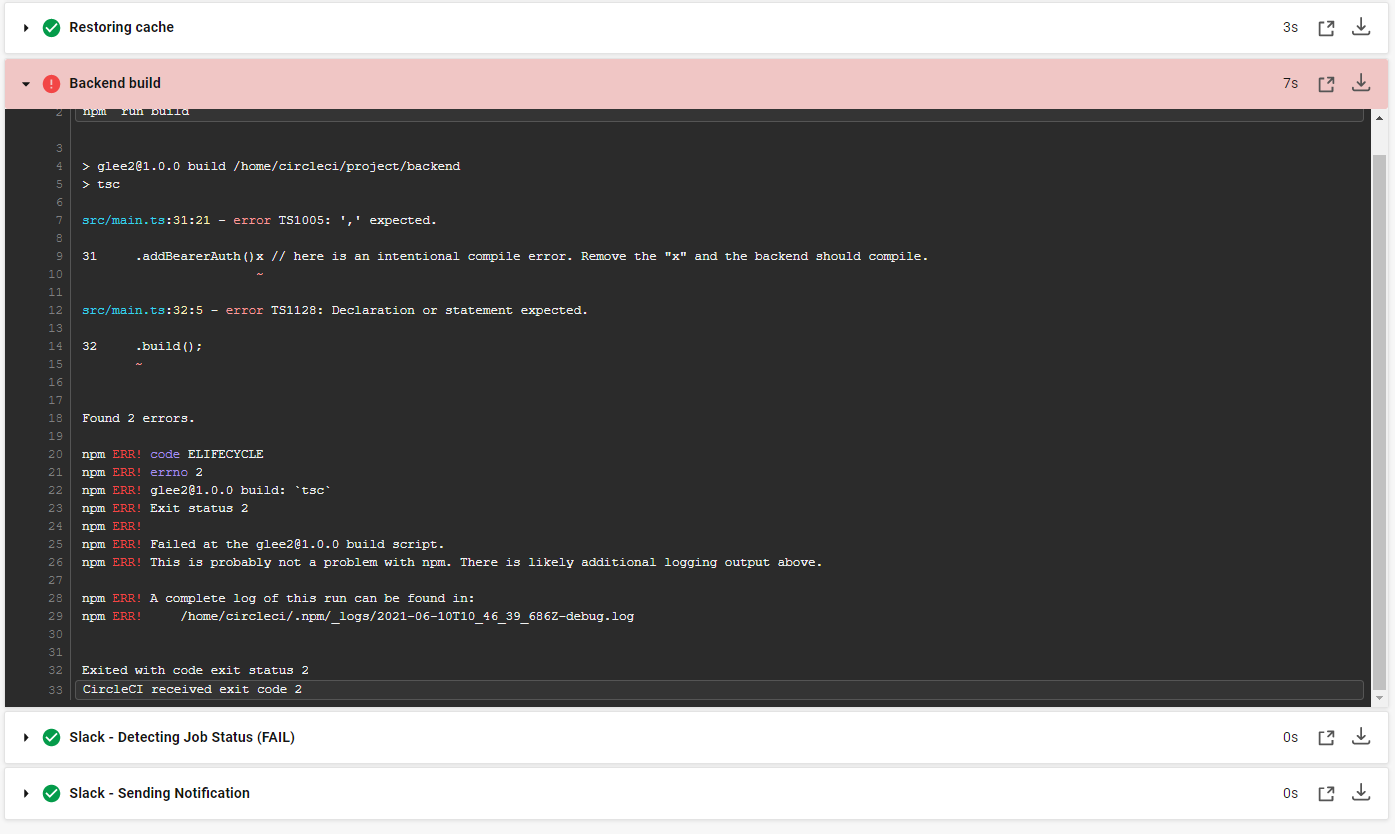 Restoring cache 3s
Backend build 7s
2 npm run build
3
4 > glee2@1.0.0 build /home/circleci/project/backend
5 > tsc
6
7 src/main.ts:31:21 - error TS1005: ',' expected.
8
9 31     .addBearerAuth()x // here is an intentional compile error. Remove the "x" and the backend should compile.
10                        ~
11
12 src/main.ts:32:5 - error TS1128: Declaration or statement expected.
13
14 32     .build();
15        ~
16
17
18 Found 2 errors.
19
20 npm ERR! code ELIFECYCLE
21 npm ERR! errno 2
22 npm ERR! glee2@1.0.0 build: `tsc`
23 npm ERR! Exit status 2
24 npm ERR!
25 npm ERR! Failed at the glee2@1.0.0 build script.
26 npm ERR! This is probably not a problem with npm. There is likely additional logging output above.
27
28 npm ERR! A complete log of this run can be found in:
29 npm ERR!     /home/circleci/.npm/_logs/2021-06-10T10_46_39_686Z-debug.log
30
31
32 Exited with code exit status 2
33 CircleCI received exit code 2
Slack - Detecting Job Status (FAIL) 0s
Slack - Sending Notification 0s